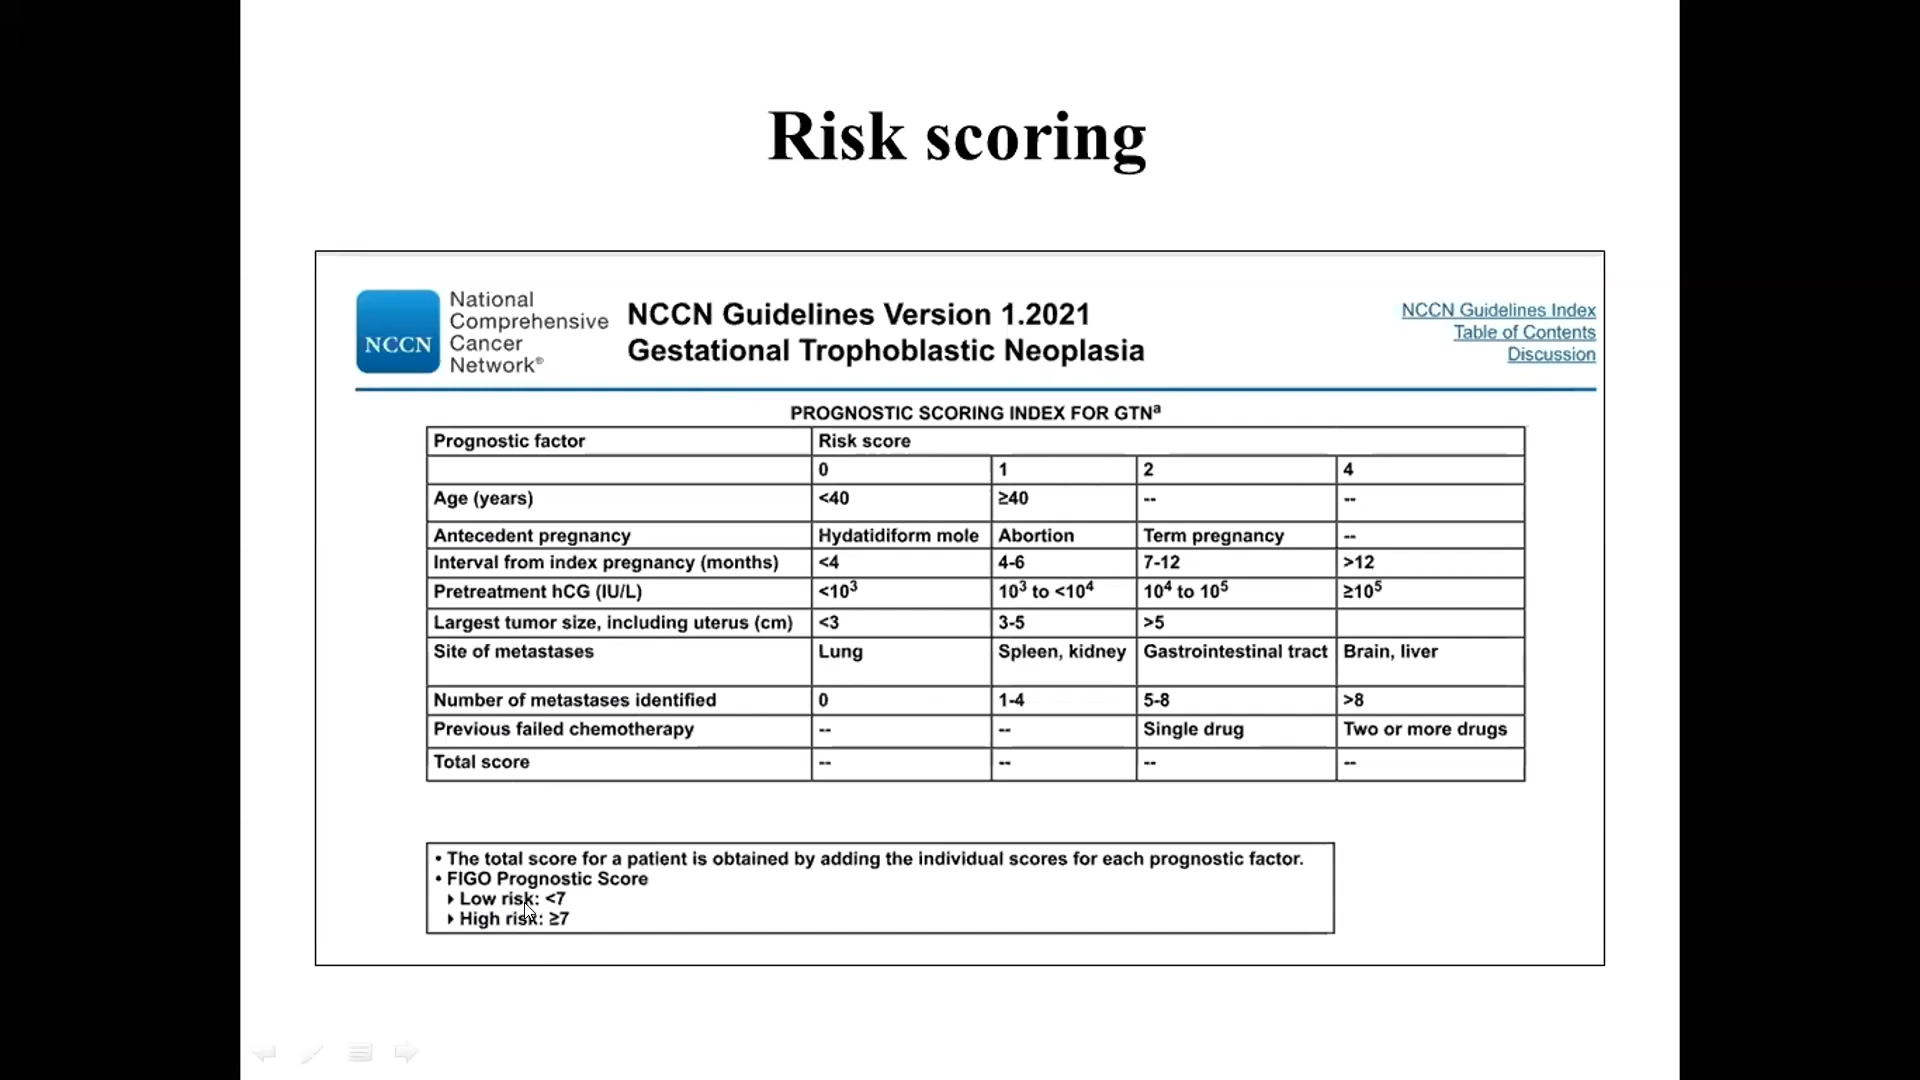 Risk scoring
National
Comprehensive
Cancer
Network®
NCCN
NCCN Guidelines Version 1.2021
Gestational Trophoblastic Neoplasia
NCCN Guidelines Index
Table of Contents
Discussion
PROGNOSTIC SCORING INDEX FOR GTNᵃ
Prognostic factor Risk score
0 1 2 4
Age (years) <40 ≥40 -- --
Antecedent pregnancy Hydatidiform mole Abortion Term pregnancy --
Interval from index pregnancy (months) <4 4-6 7-12 >12
Pretreatment hCG (IU/L) <10³ 10³ to <10⁴ 10⁴ to 10⁵ ≥10⁵
Largest tumor size, including uterus (cm) <3 3-5 >5
Site of metastases Lung Spleen, kidney Gastrointestinal tract Brain, liver
Number of metastases identified 0 1-4 5-8 >8
Previous failed chemotherapy -- -- Single drug Two or more drugs
Total score -- -- -- --
• The total score for a patient is obtained by adding the individual scores for each prognostic factor.
• FIGO Prognostic Score
‣ Low risk: <7
‣ High risk: ≥7